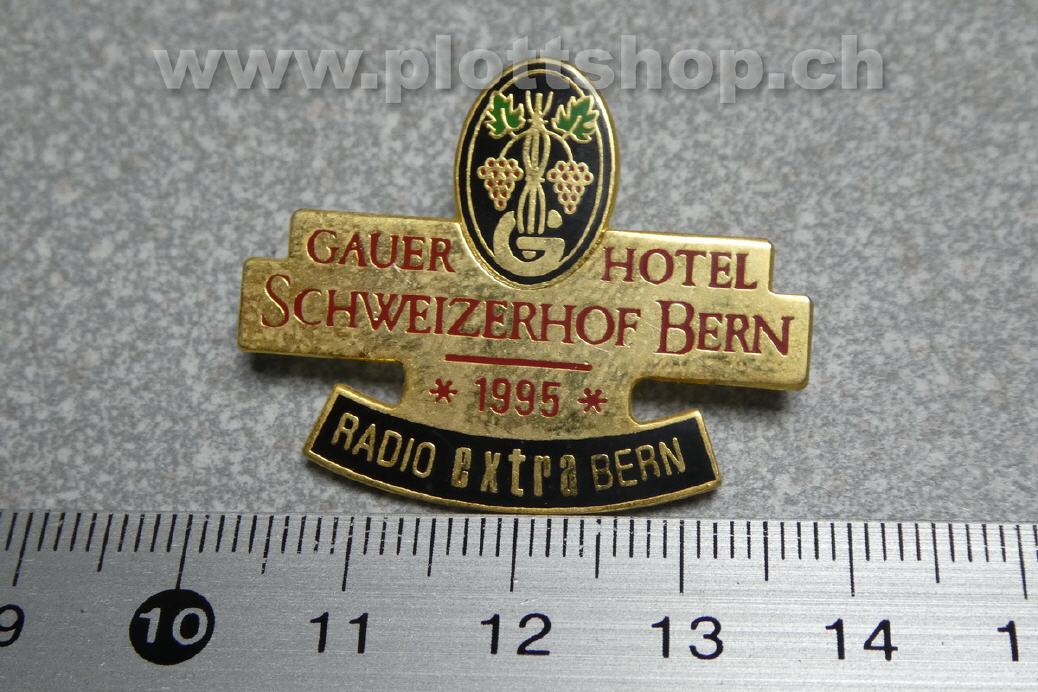 www.plottshop.ch
GAUER HOTEL
SCHWEIZERHOF BERN
* 1995 *
RADIO extra BERN
9 10 11 12 13 14 1